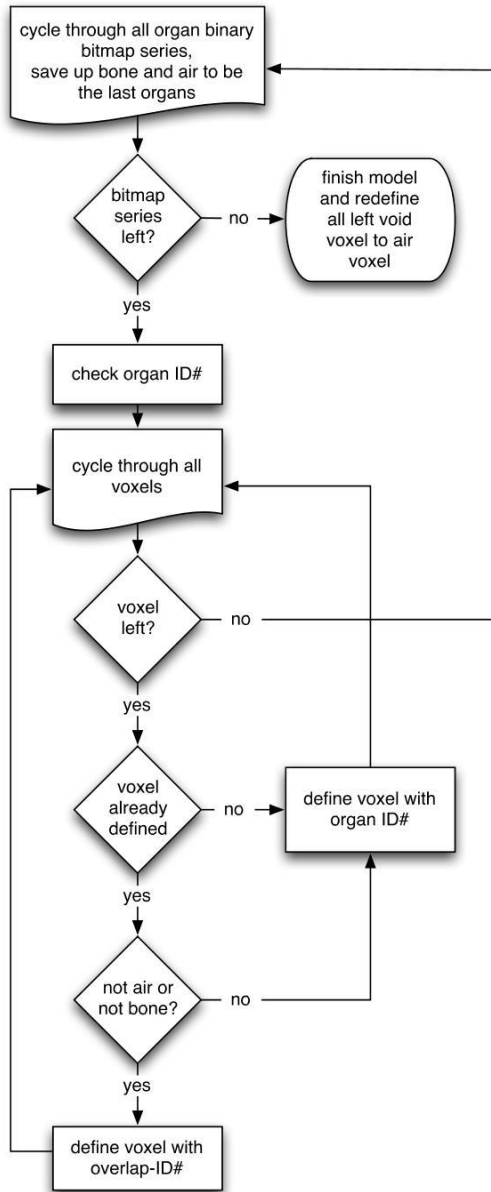 cycle through all organ binary
bitmap series,
save up bone and air to be
the last organs
bitmap
series
left?
no
finish model
and redefine
all left void
voxel to air
voxel
yes
check organ ID#
cycle through all
voxels
voxel
left?
no
yes
voxel
already
defined
no
define voxel with
organ ID#
yes
not air or
not bone?
no
yes
define voxel with
overlap-ID#